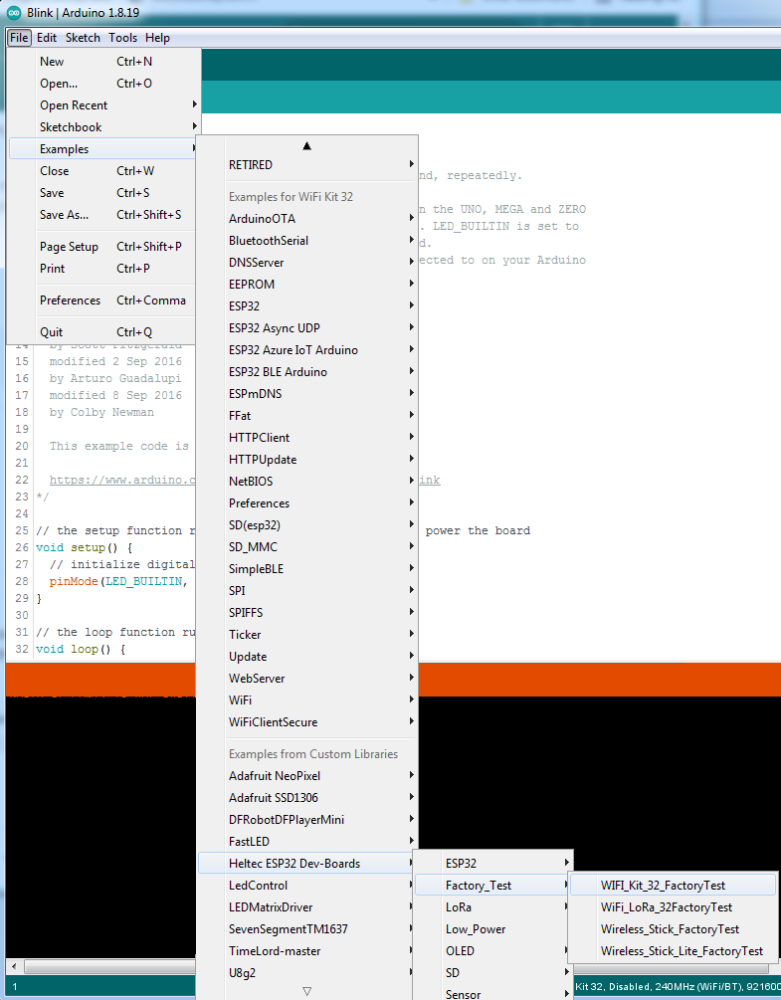 Blink | Arduino 1.8.19
File Edit Sketch Tools Help
New Ctrl+N
Open... Ctrl+O
Open Recent
Sketchbook
Examples
Close Ctrl+W
Save Ctrl+S
Save As... Ctrl+Shift+S
Page Setup Ctrl+Shift+P
Print Ctrl+P
Preferences Ctrl+Comma
Quit Ctrl+Q
RETIRED
Examples for WiFi Kit 32
ArduinoOTA
BluetoothSerial
DNSServer
EEPROM
ESP32
ESP32 Async UDP
ESP32 Azure IoT Arduino
ESP32 BLE Arduino
ESPmDNS
FFat
HTTPClient
HTTPUpdate
NetBIOS
Preferences
SD(esp32)
SD_MMC
SimpleBLE
SPI
SPIFFS
Ticker
Update
WebServer
WiFi
WiFiClientSecure
Examples from Custom Libraries
Adafruit NeoPixel
Adafruit SSD1306
DFRobotDFPlayerMini
FastLED
Heltec ESP32 Dev-Boards
LedControl
LEDMatrixDriver
SevenSegmentTM1637
TimeLord-master
U8g2
ESP32
Factory_Test
LoRa
Low_Power
OLED
SD
Sensor
WIFI_Kit_32_FactoryTest
WiFi_LoRa_32FactoryTest
Wireless_Stick_FactoryTest
Wireless_Stick_Lite_FactoryTest
nd, repeatedly.
n the UNO, MEGA and ZERO
. LED_BUILTIN is set to
d.
ected to on your Arduino
14 by Scott Fitzgerald
15 modified 2 Sep 2016
16 by Arturo Guadalupi
17 modified 8 Sep 2016
18 by Colby Newman
19
20 This example code is
21
22 https://www.arduino.c ink
23 */
24
25 // the setup function r power the board
26 void setup() {
27 // initialize digital
28 pinMode(LED_BUILTIN,
29 }
30
31 // the loop function ru
32 void loop() {
1 Kit 32, Disabled, 240MHz (WiFi/BT), 921600